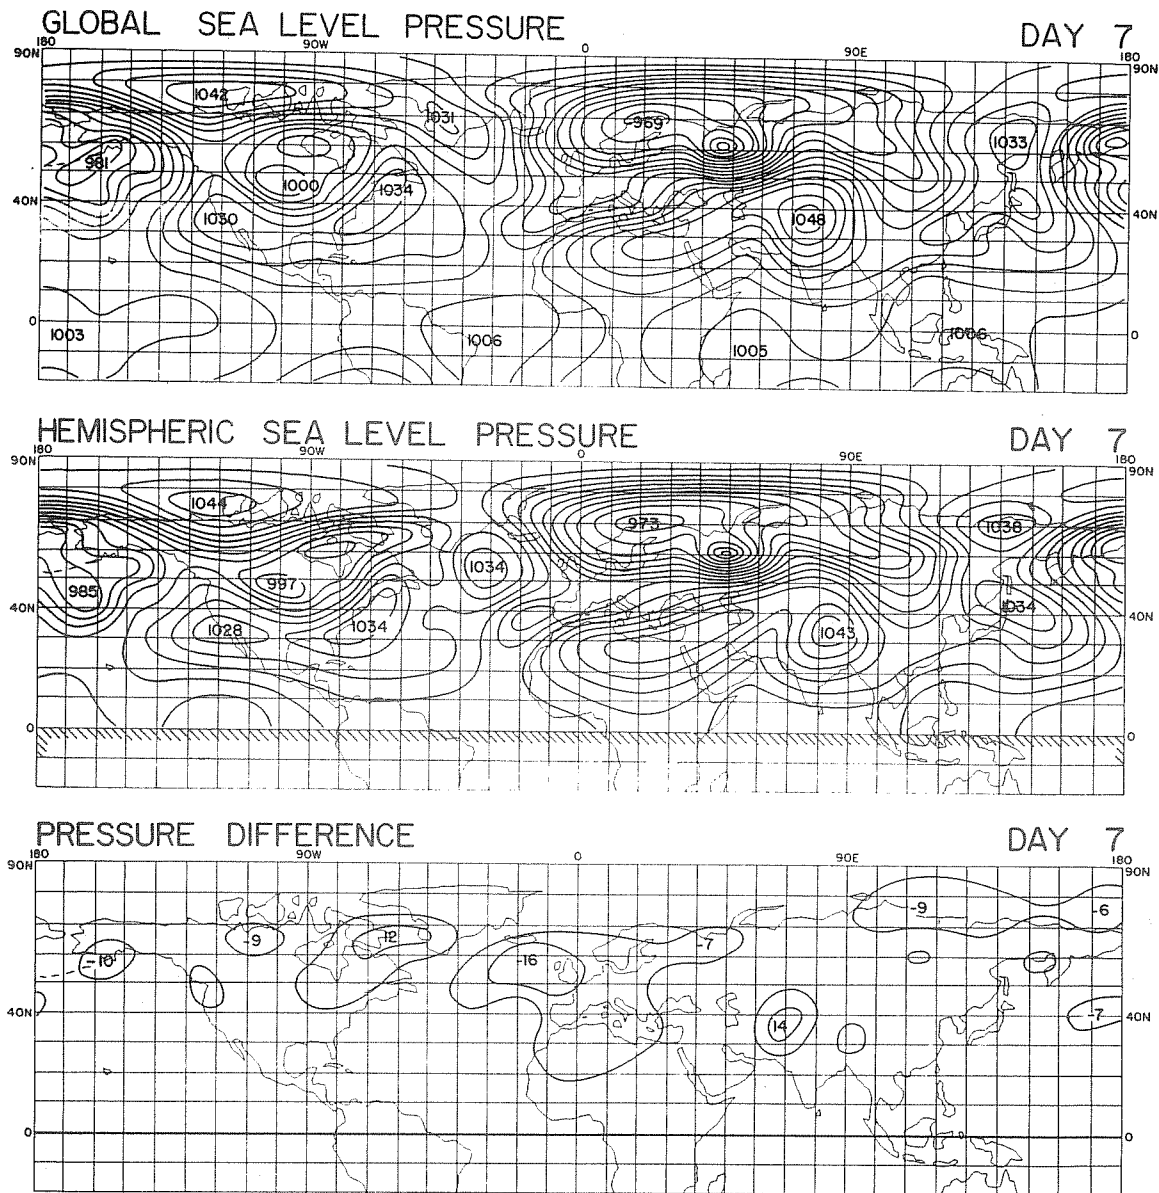 GLOBAL SEA LEVEL PRESSURE DAY 7
180 90W 0 90E 180
90N 90N
1042 1031 969
981 1033
1000 1034
40N 1030 1048 40N
0 1003 1006 1005 1006 0
HEMISPHERIC SEA LEVEL PRESSURE DAY 7
180 90W 0 90E 180
90N 90N
1044 973 1038
1034
985 997 1034
40N 40N
1028 1034 1043
0 0
PRESSURE DIFFERENCE DAY 7
180 90W 0 90E 180
90N 90N
-9 -6
-9 12 -7
-10 -16
40N 14 -7 40N
0 0